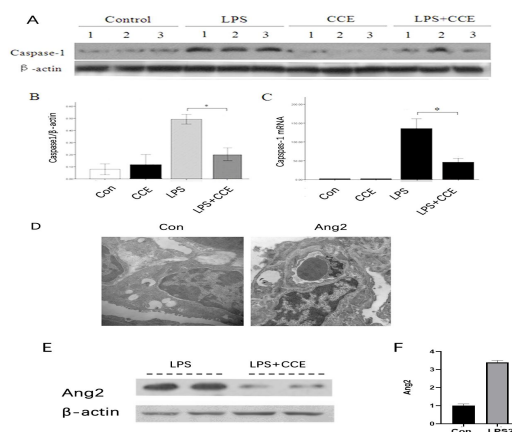 A Control LPS CCE LPS+CCE
1 2 3 1 2 3 1 2 3 1 2 3
Caspase-1
β-actin
B
Caspase1/β-actin
Con CCE LPS LPS+CCE
*
C
Capspas-1 mRNA
Con CCE LPS LPS+CCE
D Con Ang2
E LPS LPS+CCE
Ang2
β-actin
F
Ang2
4
3
2
1
0
Con